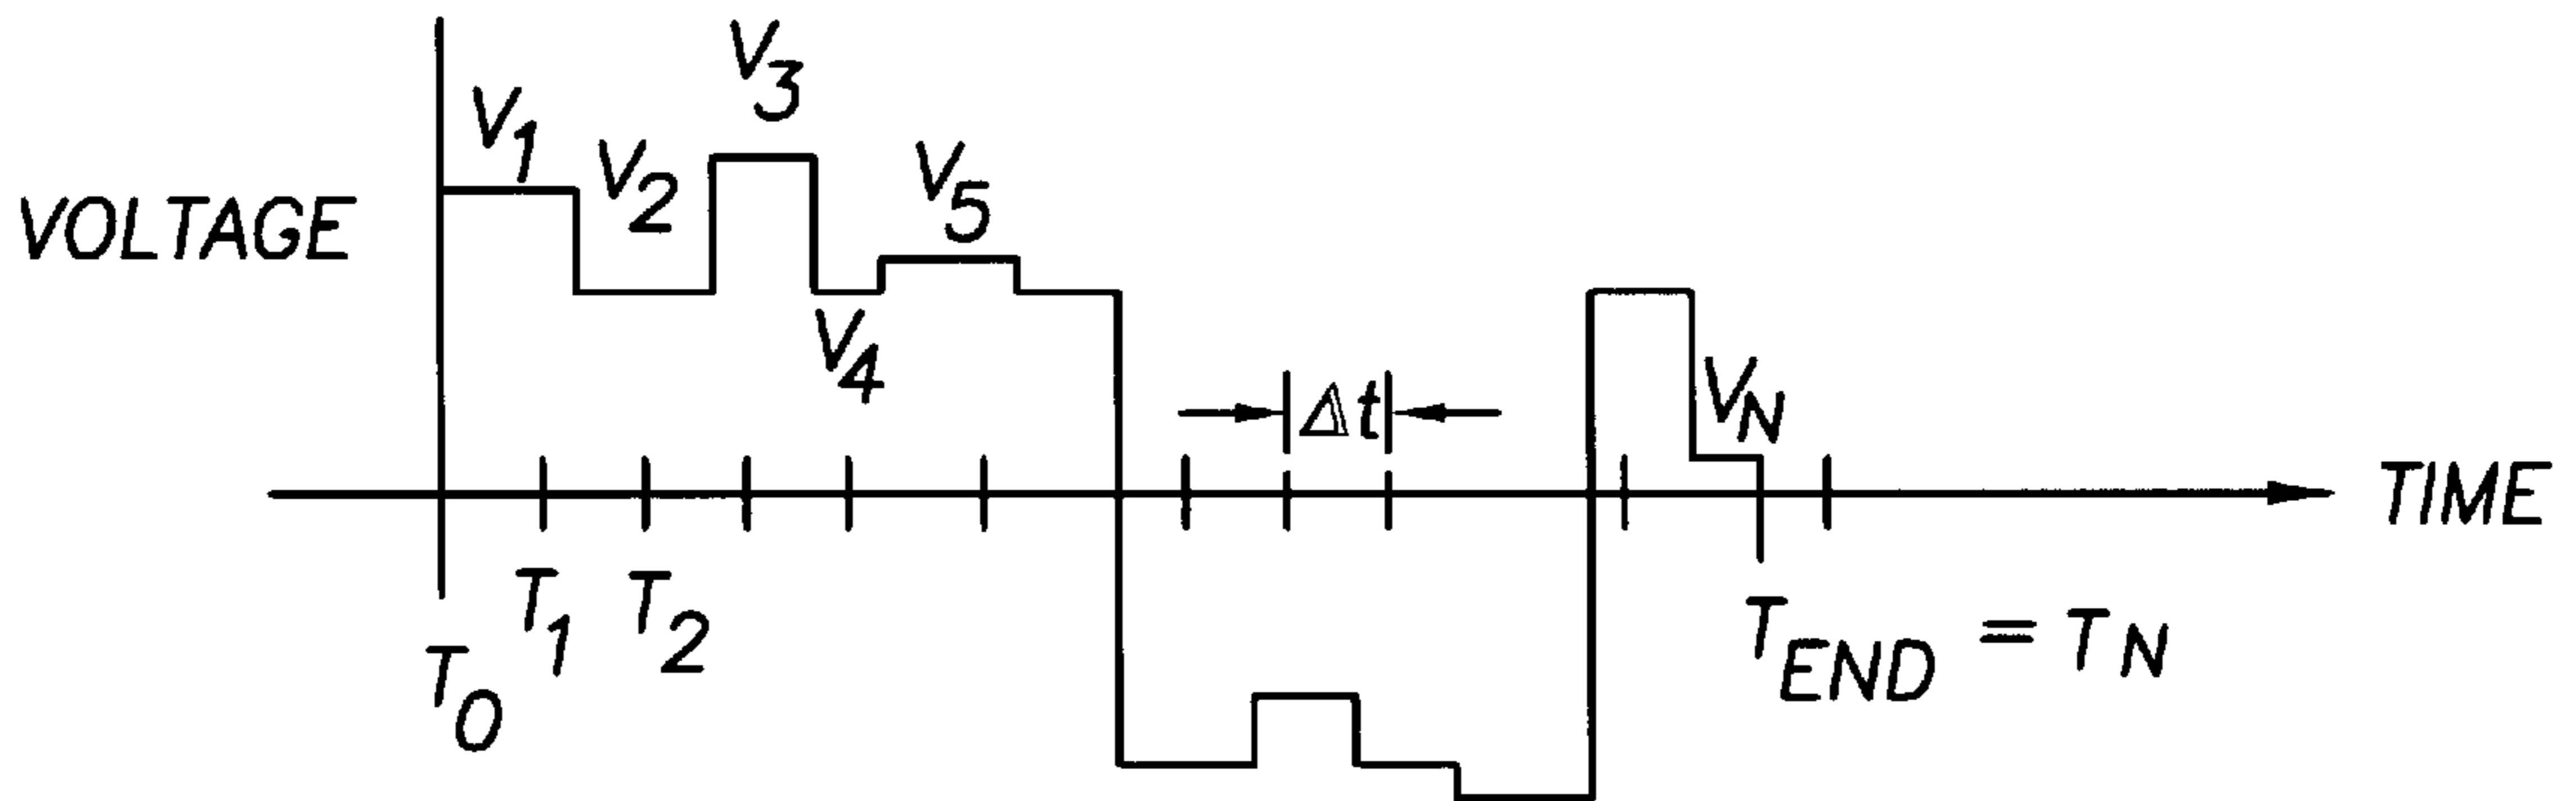 V3
V1
V2
V5
VOLTAGE
V4
Δt
VN
TIME
T1
T2
TEND = TN
T0